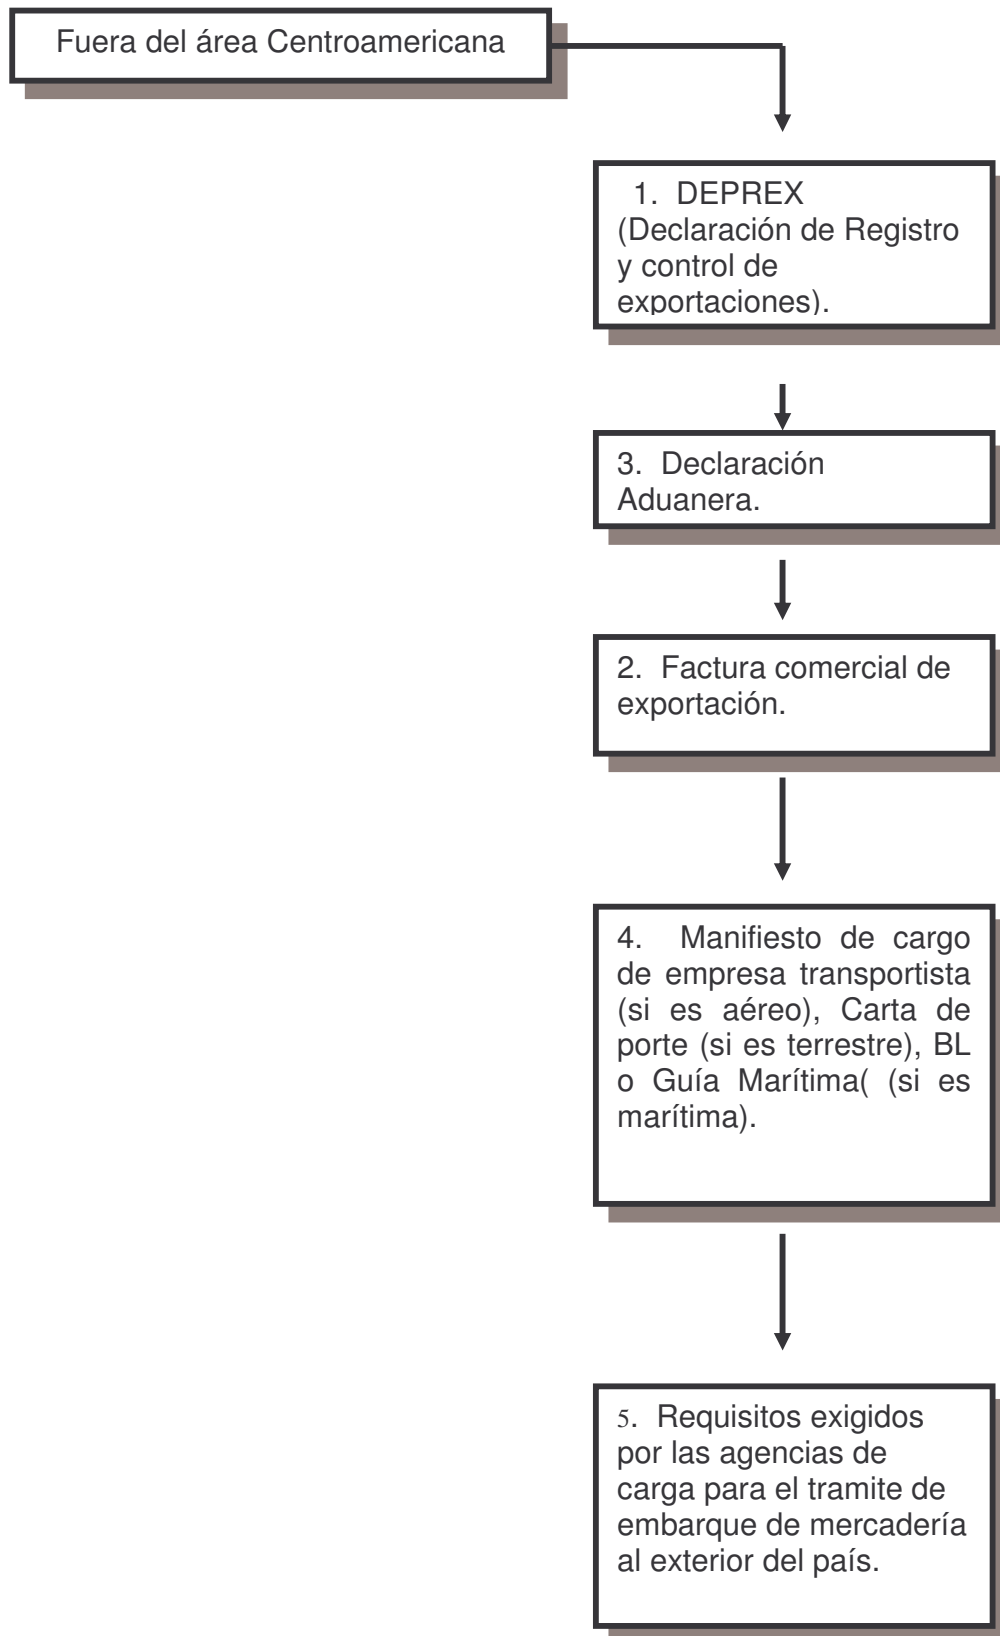 Fuera del área Centroamericana
1. DEPREX
(Declaración de Registro
y control de
exportaciones).
3. Declaración
Aduanera.
2. Factura comercial de
exportación.
4. Manifiesto de cargo
de empresa transportista
(si es aéreo), Carta de
porte (si es terrestre), BL
o Guía Marítima( (si es
marítima).
5. Requisitos exigidos
por las agencias de
carga para el tramite de
embarque de mercadería
al exterior del país.